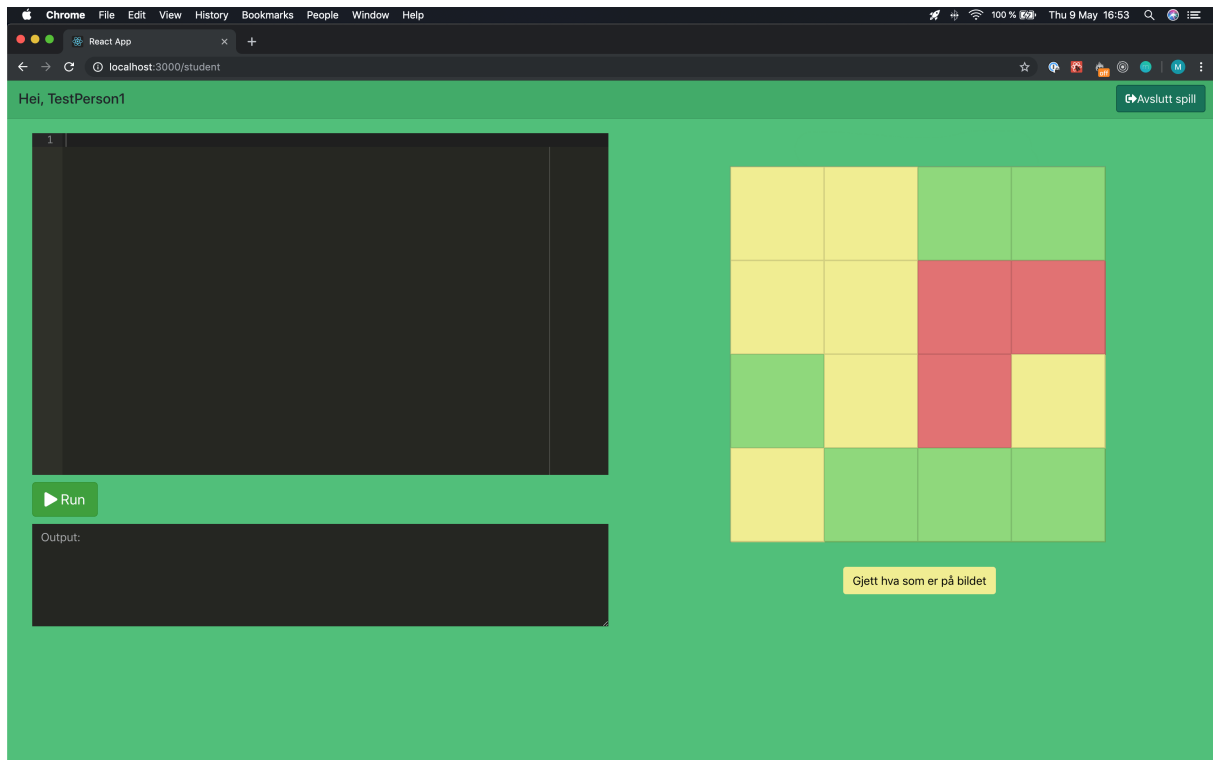 Chrome File Edit View History Bookmarks People Window Help 100 % Thu 9 May 16:53
React App
localhost:3000/student
off
M
Hei, TestPerson1
Avslutt spill
1
Run
Output:
Gjett hva som er på bildet